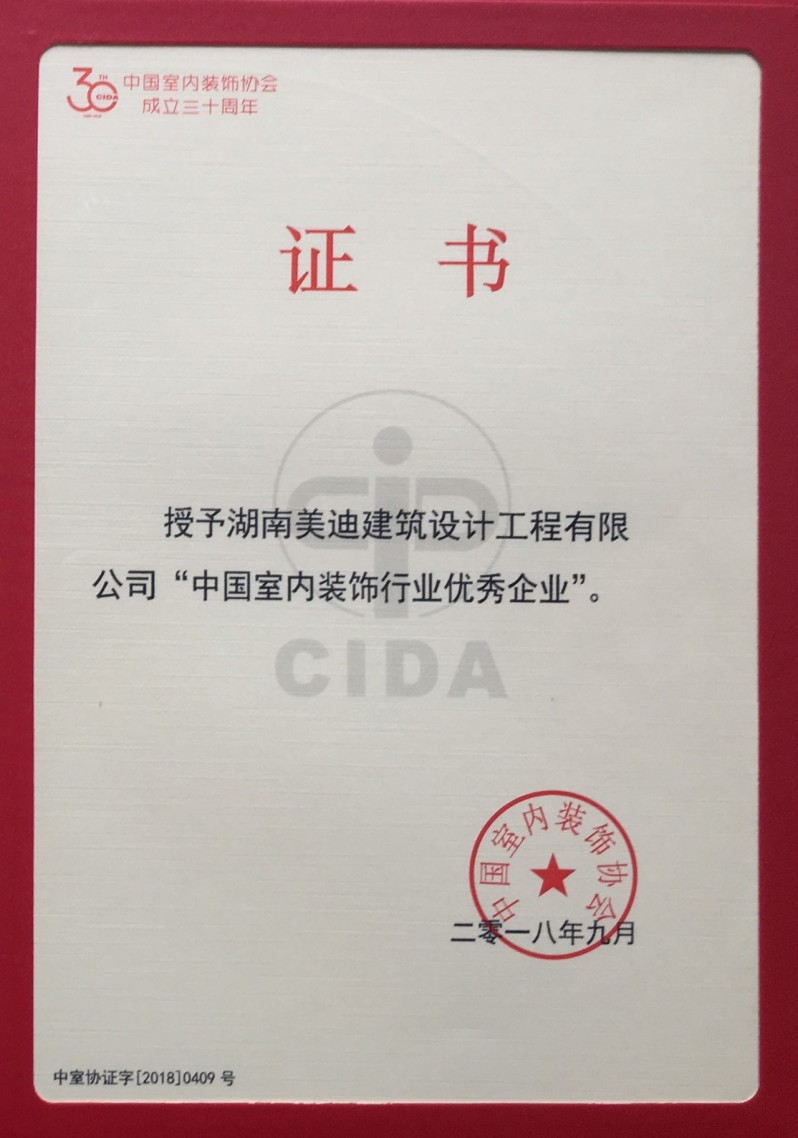 30TH CIDA
中国室内装饰协会
成立三十周年
证书
授予湖南美迪建筑设计工程有限
公司“中国室内装饰行业优秀企业”。
CIDA
中国室内装饰协会
二零一八年九月
中室协证字[2018]0409号